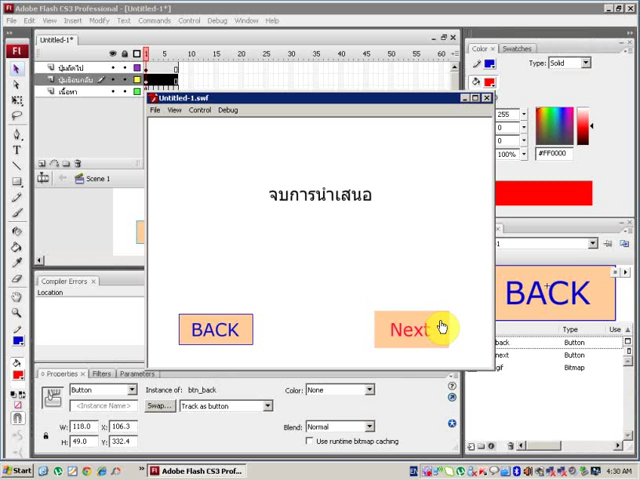 Adobe Flash CS3 Professional - [Untitled-1*]
File Edit View Insert Modify Text Commands Control Debug Window Help
Untitled-1*
1 5 10 15 20 25 30 35 40 45 50 55 60
ปุ่มถัดไป
ปุ่มย้อนกลับ
เนื้อหา
Scene 1
Color Swatches
Type: Solid
255
0
0
100%
#FF0000
Untitled-1.swf
File View Control Debug
จบการนำเสนอ
BACK
Next
Compiler Errors
Location
BACK
Type
Use
back Button
next Button
gf Bitmap
Properties Filters Parameters
Button
Instance of: btn_back
Color: None
<Instance Name>
Swap...
Track as button
W: 118.0 X: 106.3
H: 49.0 Y: 332.4
Blend: Normal
Use runtime bitmap caching
Start
Adobe Flash CS3 Prof...
EN
4:30 AM